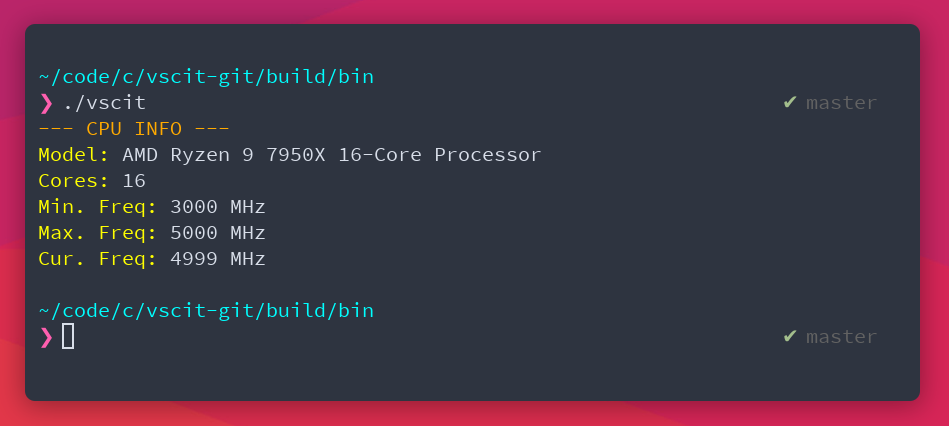 ~/code/c/vscit-git/build/bin
❯ ./vscit ✔ master
--- CPU INFO ---
Model: AMD Ryzen 9 7950X 16-Core Processor
Cores: 16
Min. Freq: 3000 MHz
Max. Freq: 5000 MHz
Cur. Freq: 4999 MHz
~/code/c/vscit-git/build/bin
❯ ✔ master